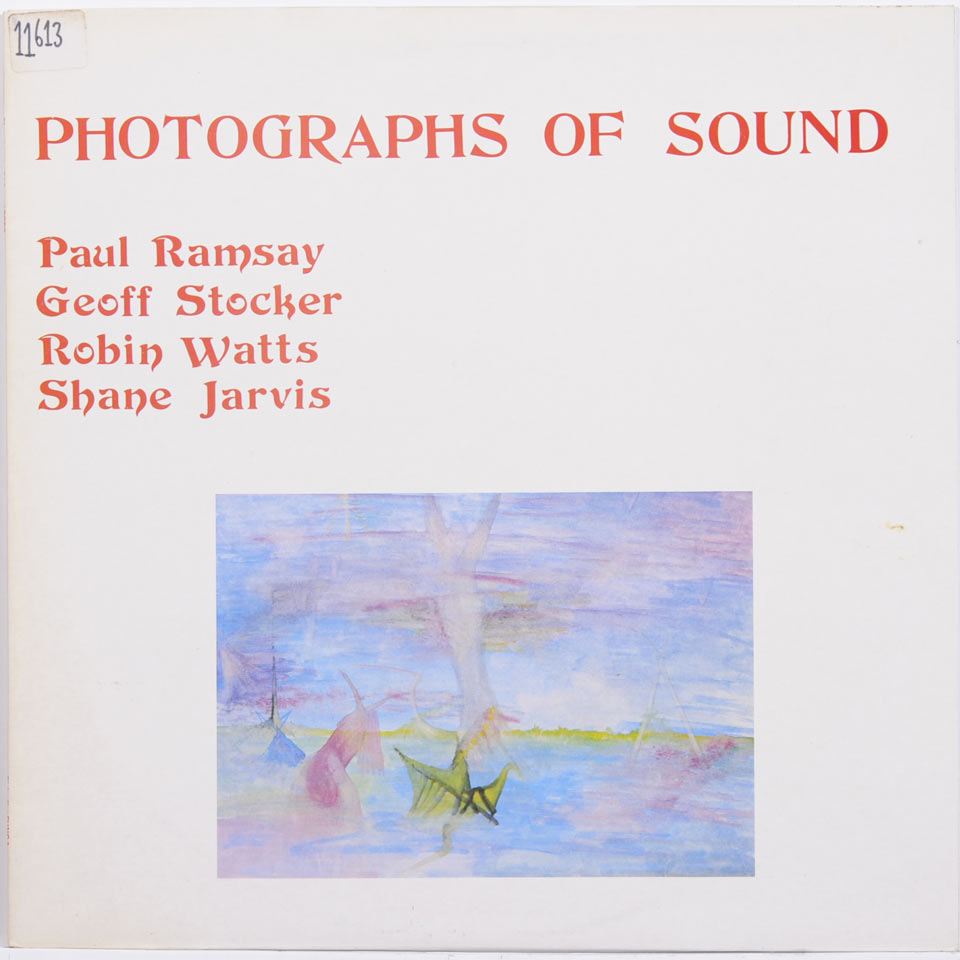 11613
PHOTOGRAPHS OF SOUND
Paul Ramsay
Geoff Stocker
Robin Watts
Shane Jarvis